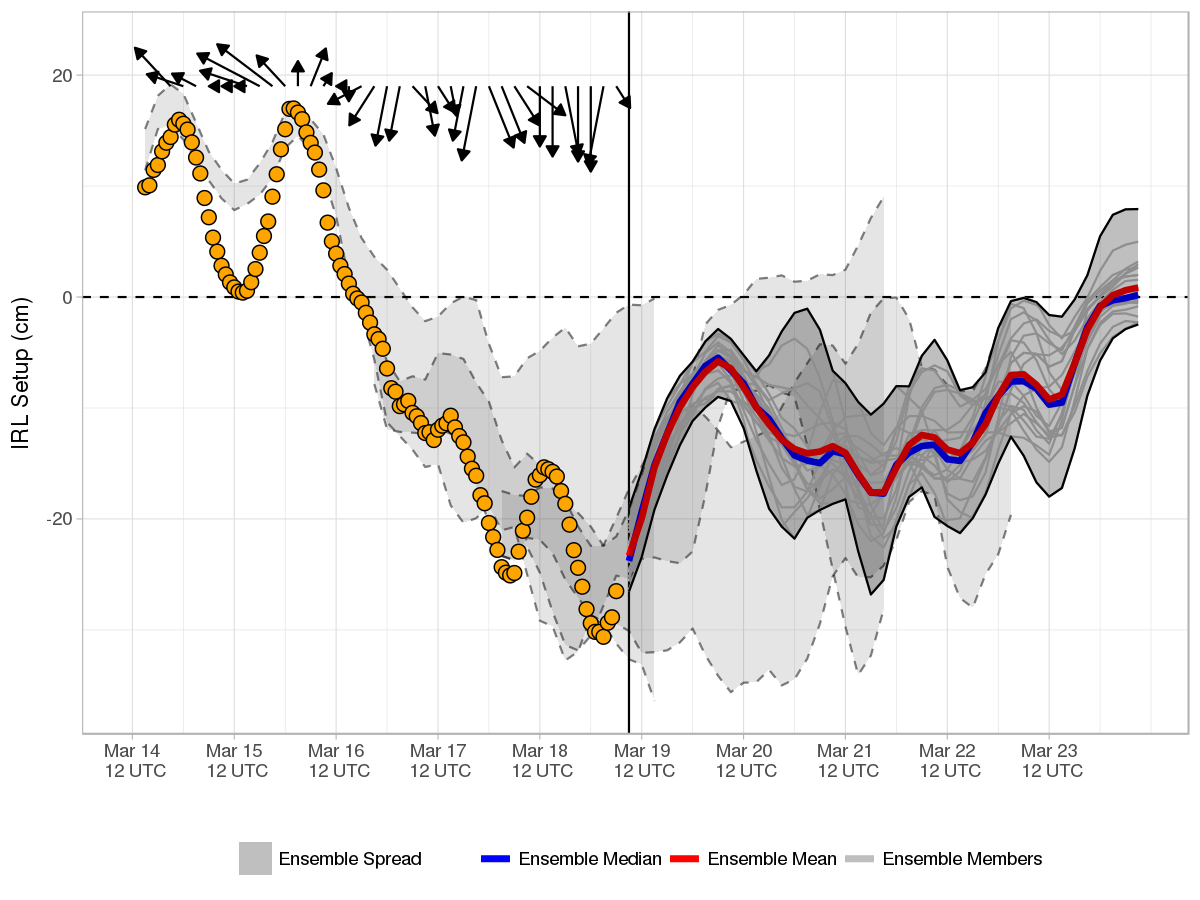 IRL Setup (cm)
20
0
-20
Mar 14 Mar 15 Mar 16 Mar 17 Mar 18 Mar 19 Mar 20 Mar 21 Mar 22 Mar 23
12 UTC 12 UTC 12 UTC 12 UTC 12 UTC 12 UTC 12 UTC 12 UTC 12 UTC 12 UTC
Ensemble Spread Ensemble Median Ensemble Mean Ensemble Members